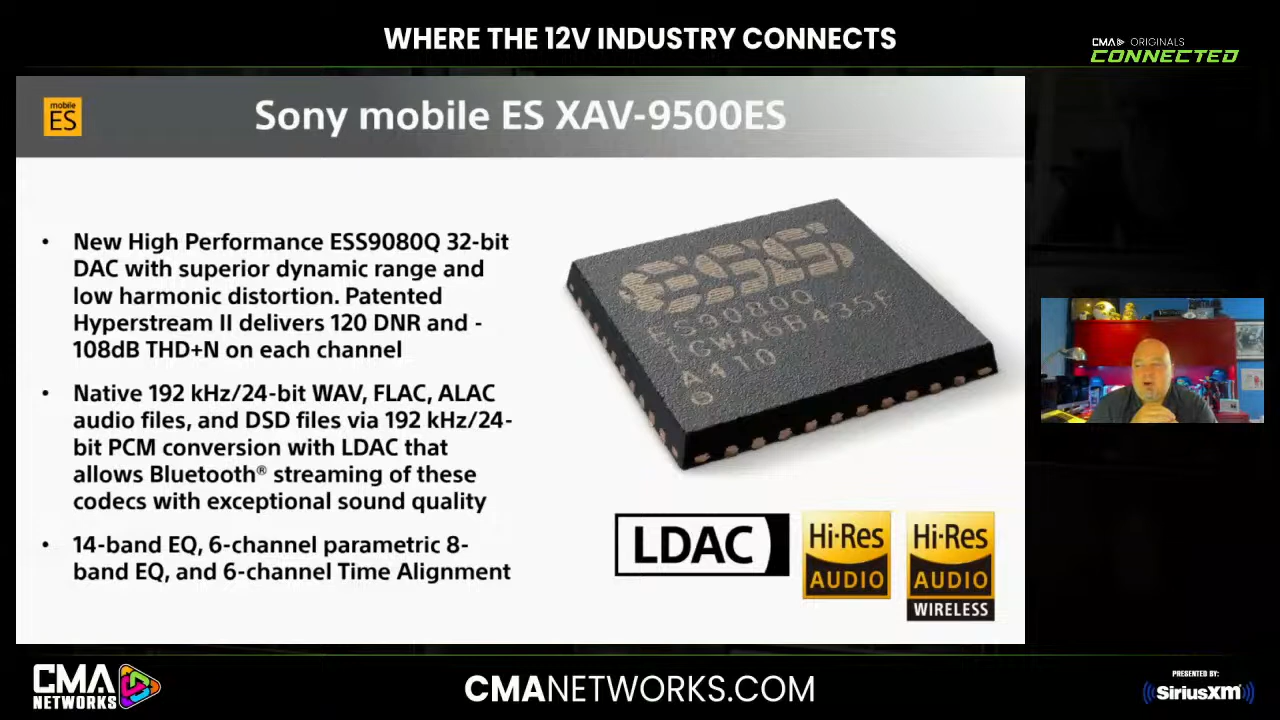 WHERE THE 12V INDUSTRY CONNECTS
CMA ORIGINALS
CONNECTED
mobile
ES
Sony mobile ES XAV-9500ES
• New High Performance ESS9080Q 32-bit
DAC with superior dynamic range and
low harmonic distortion. Patented
Hyperstream II delivers 120 DNR and -
108dB THD+N on each channel
• Native 192 kHz/24-bit WAV, FLAC, ALAC
audio files, and DSD files via 192 kHz/24-
bit PCM conversion with LDAC that
allows Bluetooth® streaming of these
codecs with exceptional sound quality
• 14-band EQ, 6-channel parametric 8-
band EQ, and 6-channel Time Alignment
ESS
ES9080Q
TGWA6B435F
A410
LDAC
Hi-Res
AUDIO
Hi-Res
AUDIO
WIRELESS
CMA
NETWORKS
CMANETWORKS.COM
PRESENTED BY:
SiriusXM